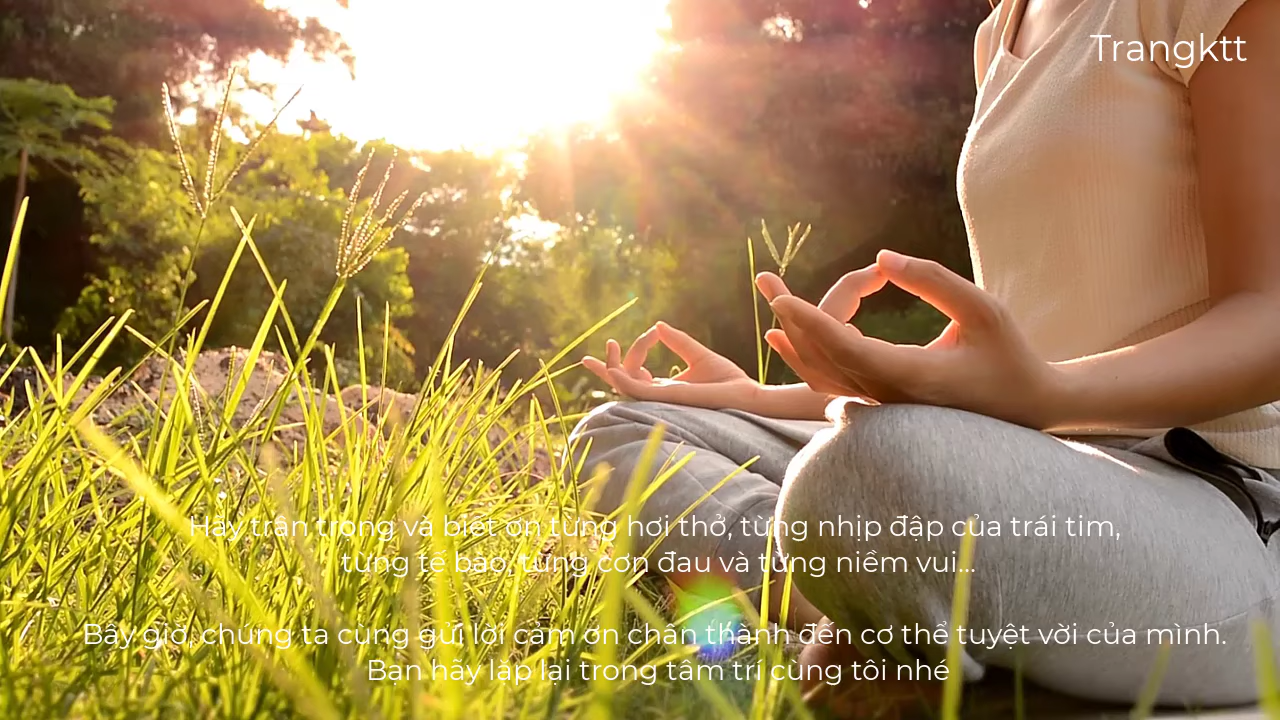 Trangktt
Hãy trân trọng và biết ơn từng hơi thở, từng nhịp đập của trái tim,
từng tế bào, từng cơn đau và từng niềm vui...
Bây giờ, chúng ta cùng gửi lời cảm ơn chân thành đến cơ thể tuyệt vời của mình.
Bạn hãy lặp lại trong tâm trí cùng tôi nhé